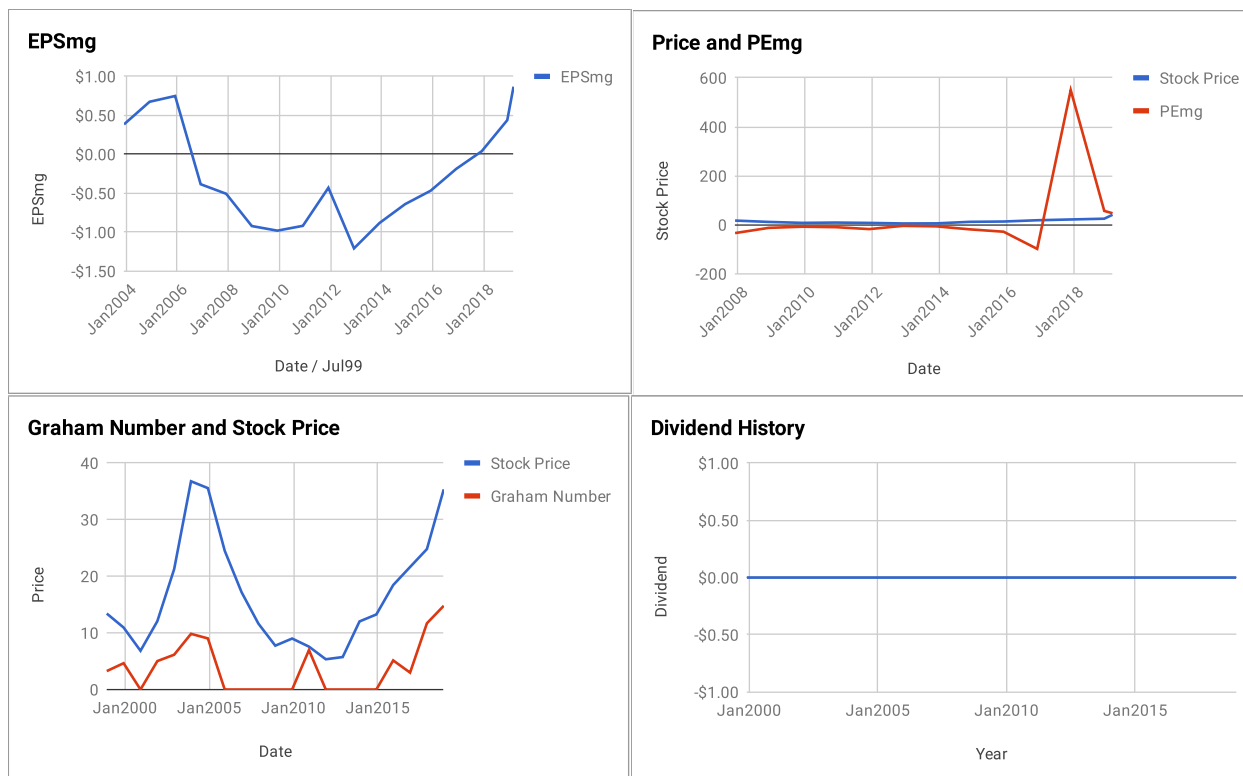 EPSmg
EPSmg
$1.00
$0.50
$0.00
-$0.50
-$1.00
-$1.50
EPSmg
Jan2004
Jan2006
Jan2008
Jan2010
Jan2012
Jan2014
Jan2016
Jan2018
Date / Jul99
Price and PEmg
Stock Price
PEmg
600
400
200
0
-200
Stock Price
Jan2008
Jan2010
Jan2012
Jan2014
Jan2016
Jan2018
Date
Graham Number and Stock Price
Stock Price
Graham Number
40
30
20
10
0
Price
Jan2000
Jan2005
Jan2010
Jan2015
Date
Dividend History
$1.00
$0.50
$0.00
-$0.50
-$1.00
Dividend
Jan2000
Jan2005
Jan2010
Jan2015
Year